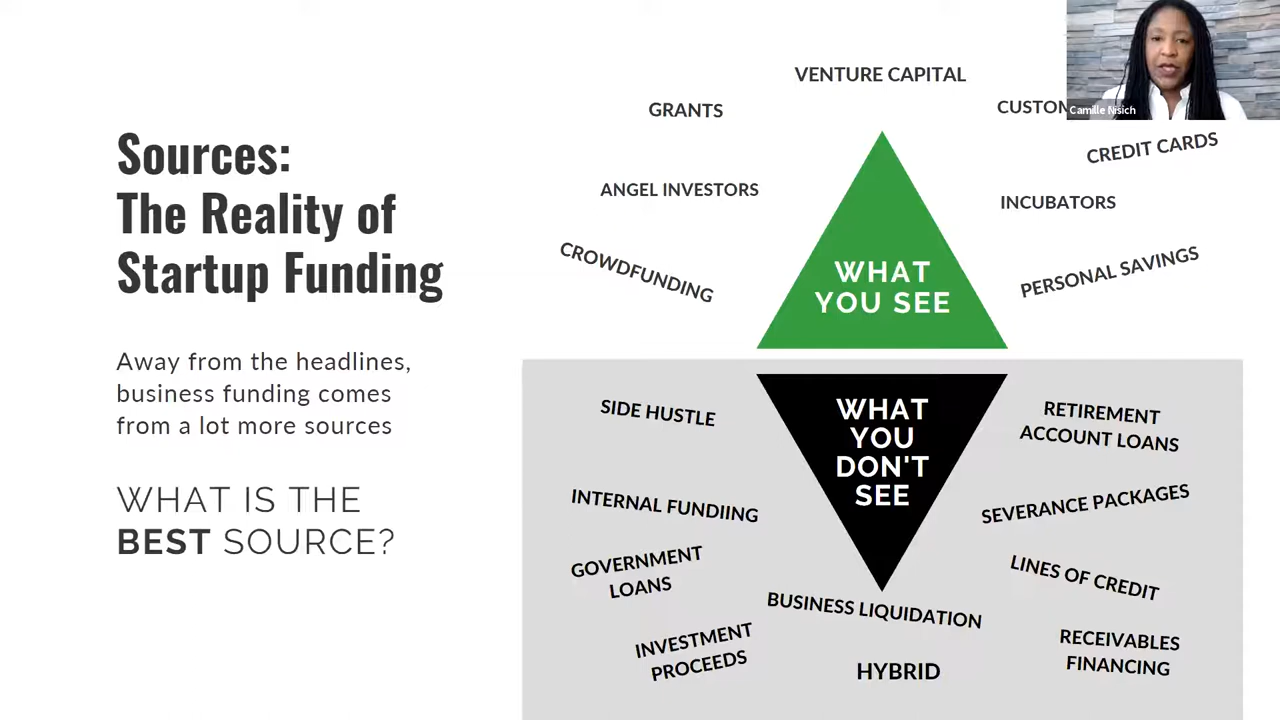 Sources:
The Reality of
Startup Funding
Away from the headlines,
business funding comes
from a lot more sources
WHAT IS THE
BEST SOURCE?
VENTURE CAPITAL
GRANTS
ANGEL INVESTORS
CROWDFUNDING
CREDIT CARDS
INCUBATORS
PERSONAL SAVINGS
WHAT
YOU SEE
WHAT
YOU
DON'T
SEE
SIDE HUSTLE
INTERNAL FUNDIING
GOVERNMENT
LOANS
INVESTMENT
PROCEEDS
BUSINESS LIQUIDATION
HYBRID
RETIREMENT
ACCOUNT LOANS
SEVERANCE PACKAGES
LINES OF CREDIT
RECEIVABLES
FINANCING
Camille Nisich